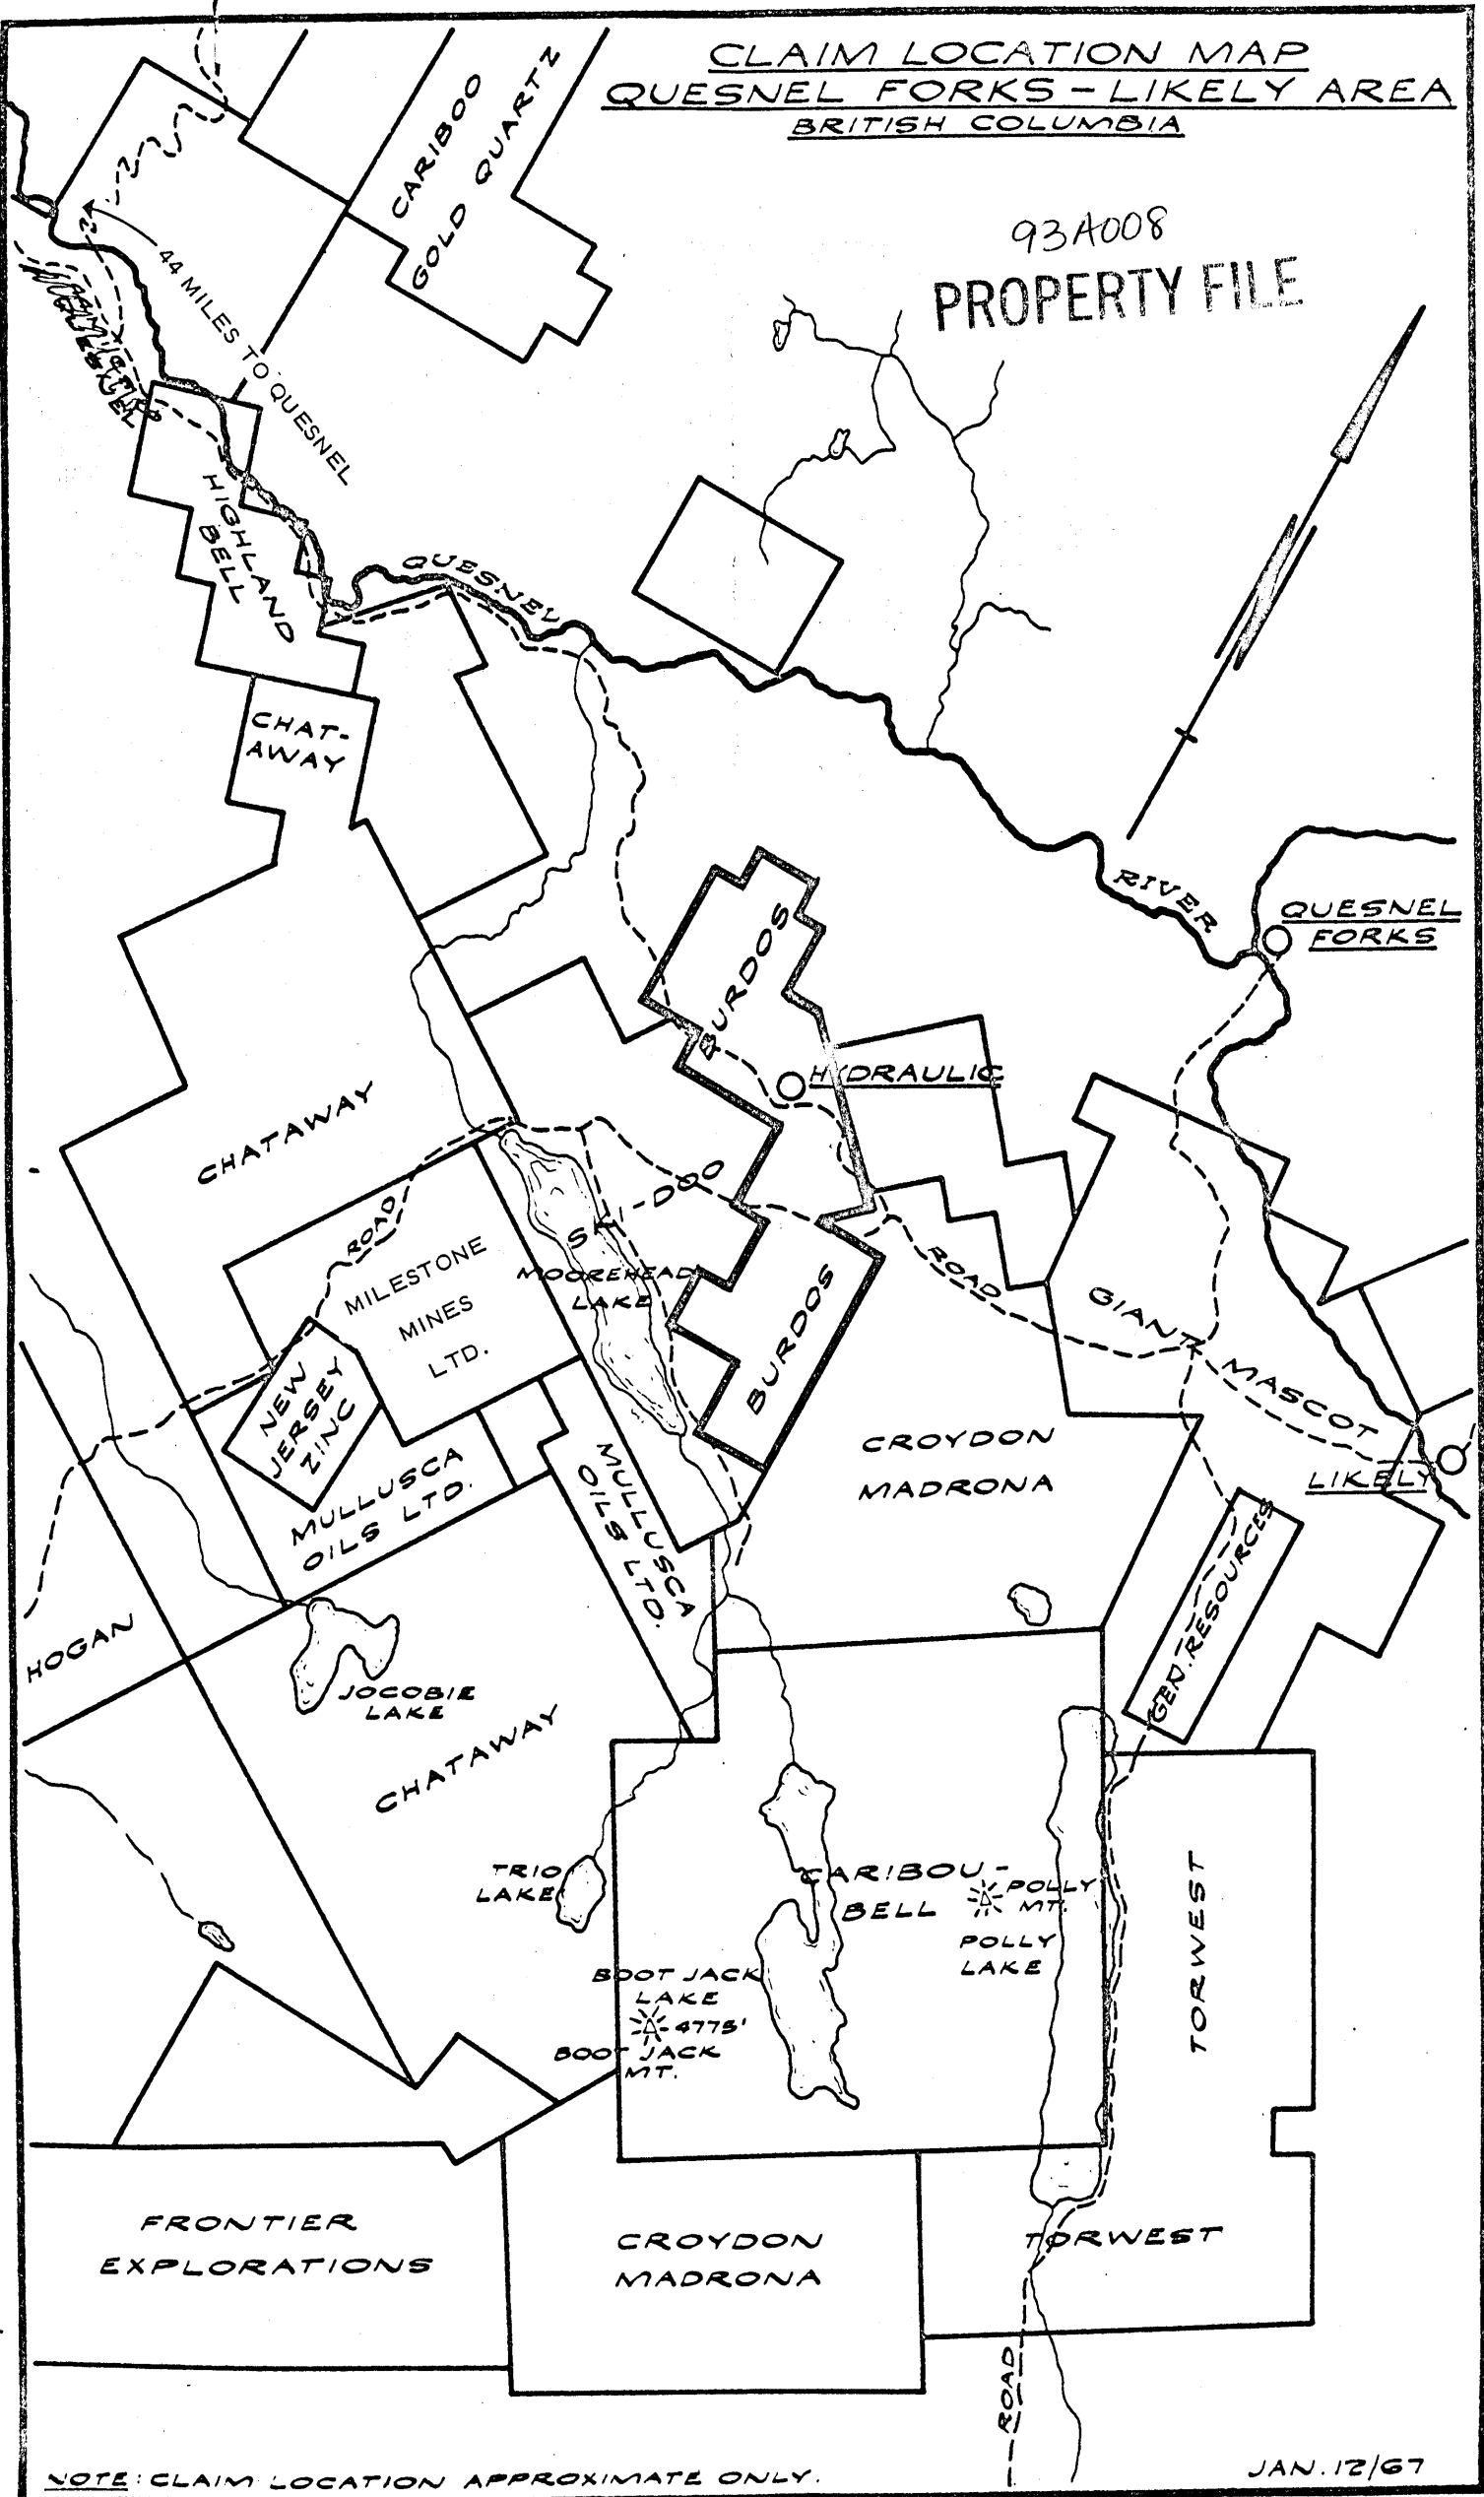 CLAIM LOCATION MAP
QUESNEL FORKS - LIKELY AREA
BRITISH COLUMBIA
93A008
PROPERTY FILE
CARIBOO
GOLD QUARTZ
44 MILES TO QUESNEL
HIGHLAND
BELL
QUESNEL
RIVER
CHAT-
AWAY
QUESNEL
FORKS
BURDOS
HYDRAULIC
CHATAWAY
ROAD
SKI-DOO
MILESTONE
MINES
LTD.
MOOREHEAD
LAKE
BURDOS
ROAD
GIANT
MASCOT
NEW
JERSEY
ZINC
MULLUSCA
OILS LTD.
MULLUSCA
OILS LTD.
CROYDON
MADRONA
LIKELY
GER. RESOURCES
HOGAN
JOCOBIE
LAKE
CHATAWAY
TRIO
LAKE
CARIBOU-
BELL
POLLY
MT.
POLLY
LAKE
TORWEST
BOOT JACK
LAKE
4775'
BOOT JACK
MT.
FRONTIER
EXPLORATIONS
CROYDON
MADRONA
TORWEST
ROAD
NOTE: CLAIM LOCATION APPROXIMATE ONLY.
JAN. 12/67